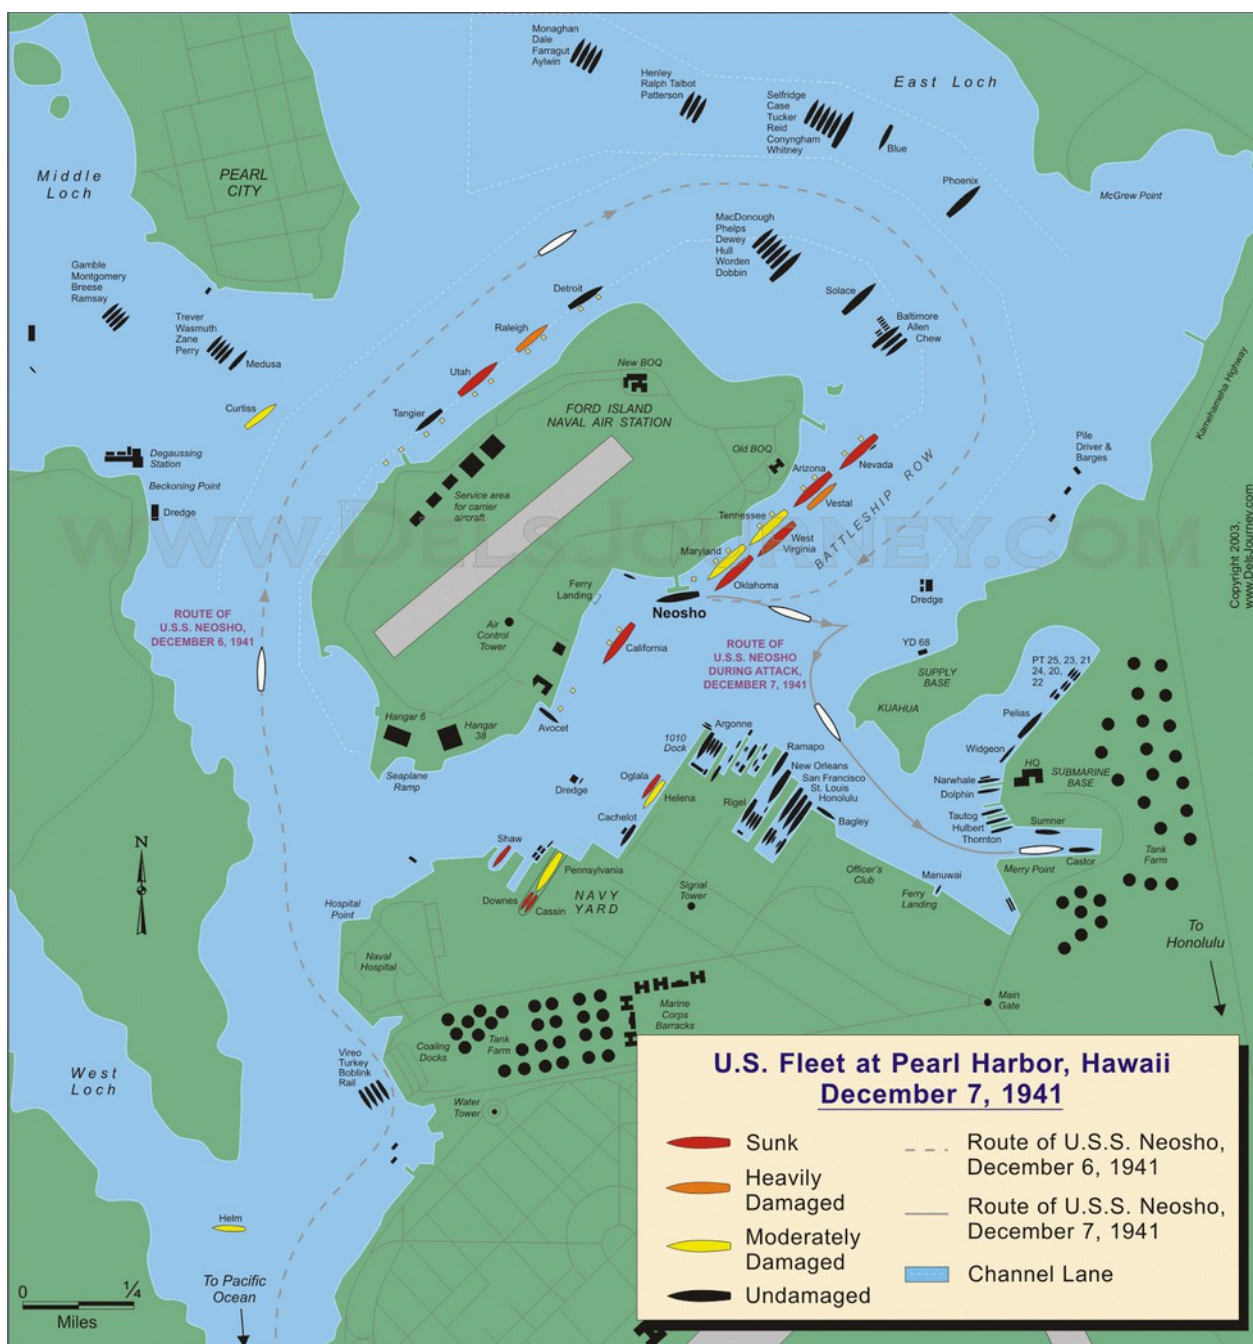 Monaghan
Dale
Farragut
Aylwin
Henley
Ralph Talbot
Patterson
Selfridge
Case
Tucker
Reid
Conyngham
Whitney
East Loch
Blue
Middle
Loch
PEARL
CITY
Phoenix
McGrew Point
MacDonough
Phelps
Dewey
Hull
Worden
Dobbin
Gamble
Montgomery
Breese
Ramsay
Detroit
Solace
Trever
Wasmuth
Zane
Perry
Medusa
Raleigh
Baltimore
Allen
Chew
New BOQ
Utah
Curtiss
Tangier
FORD ISLAND
NAVAL AIR STATION
Kamehameha Highway
Degaussing
Station
Beckoning Point
Dredge
Old BOQ
Arizona
Nevada
Vestal
Pile
Driver &
Barges
Service area
for carrier
aircraft
Tennessee
West
Virginia
BATTLESHIP ROW
www.DelsJourney.com
Maryland
Oklahoma
Copyright 2003,
www.DelsJourney.com
Ferry
Landing
Neosho
Dredge
ROUTE OF
U.S.S. NEOSHO,
DECEMBER 6, 1941
Air
Control
Tower
California
ROUTE OF
U.S.S. NEOSHO
DURING ATTACK,
DECEMBER 7, 1941
YD 68
SUPPLY
BASE
PT 25, 23, 21
24, 20,
22
KUAHUA
Pelias
Hangar 6
Hangar
38
Avocet
1010
Dock
Argonne
Widgeon
Ramapo
New Orleans
San Francisco
St. Louis
Honolulu
Bagley
HQ
SUBMARINE
BASE
Seaplane
Ramp
Dredge
Oglala
Helena
Rigel
Narwhale
Dolphin
Tautog
Hulbert
Thornton
Sumner
Cachelot
Castor
Merry Point
Tank
Farm
N
Shaw
Pennsylvania
Downes
Cassin
NAVY
YARD
Signal
Tower
Officer's
Club
Manuwai
Ferry
Landing
Hospital
Point
Naval
Hospital
To
Honolulu
Main
Gate
Marine
Corps
Barracks
Coaling
Docks
Tank
Farm
Vireo
Turkey
Boblink
Rail
West
Loch
Water
Tower
Helm
To Pacific
Ocean
0 ¼
Miles
U.S. Fleet at Pearl Harbor, Hawaii
December 7, 1941
Sunk
Heavily
Damaged
Moderately
Damaged
Undamaged
Route of U.S.S. Neosho,
December 6, 1941
Route of U.S.S. Neosho,
December 7, 1941
Channel Lane